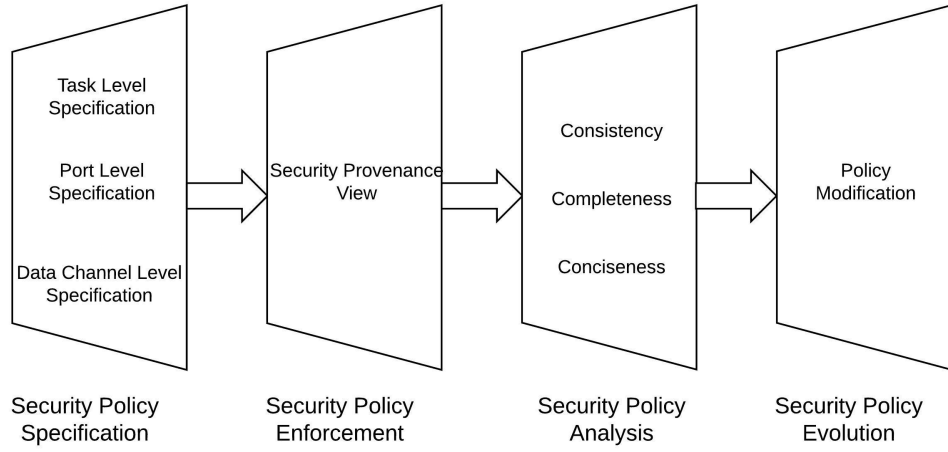 Task Level
Specification
Port Level
Specification
Data Channel Level
Specification
Security Provenance
View
Consistency
Completeness
Conciseness
Policy
Modification
Security Policy
Specification
Security Policy
Enforcement
Security Policy
Analysis
Security Policy
Evolution